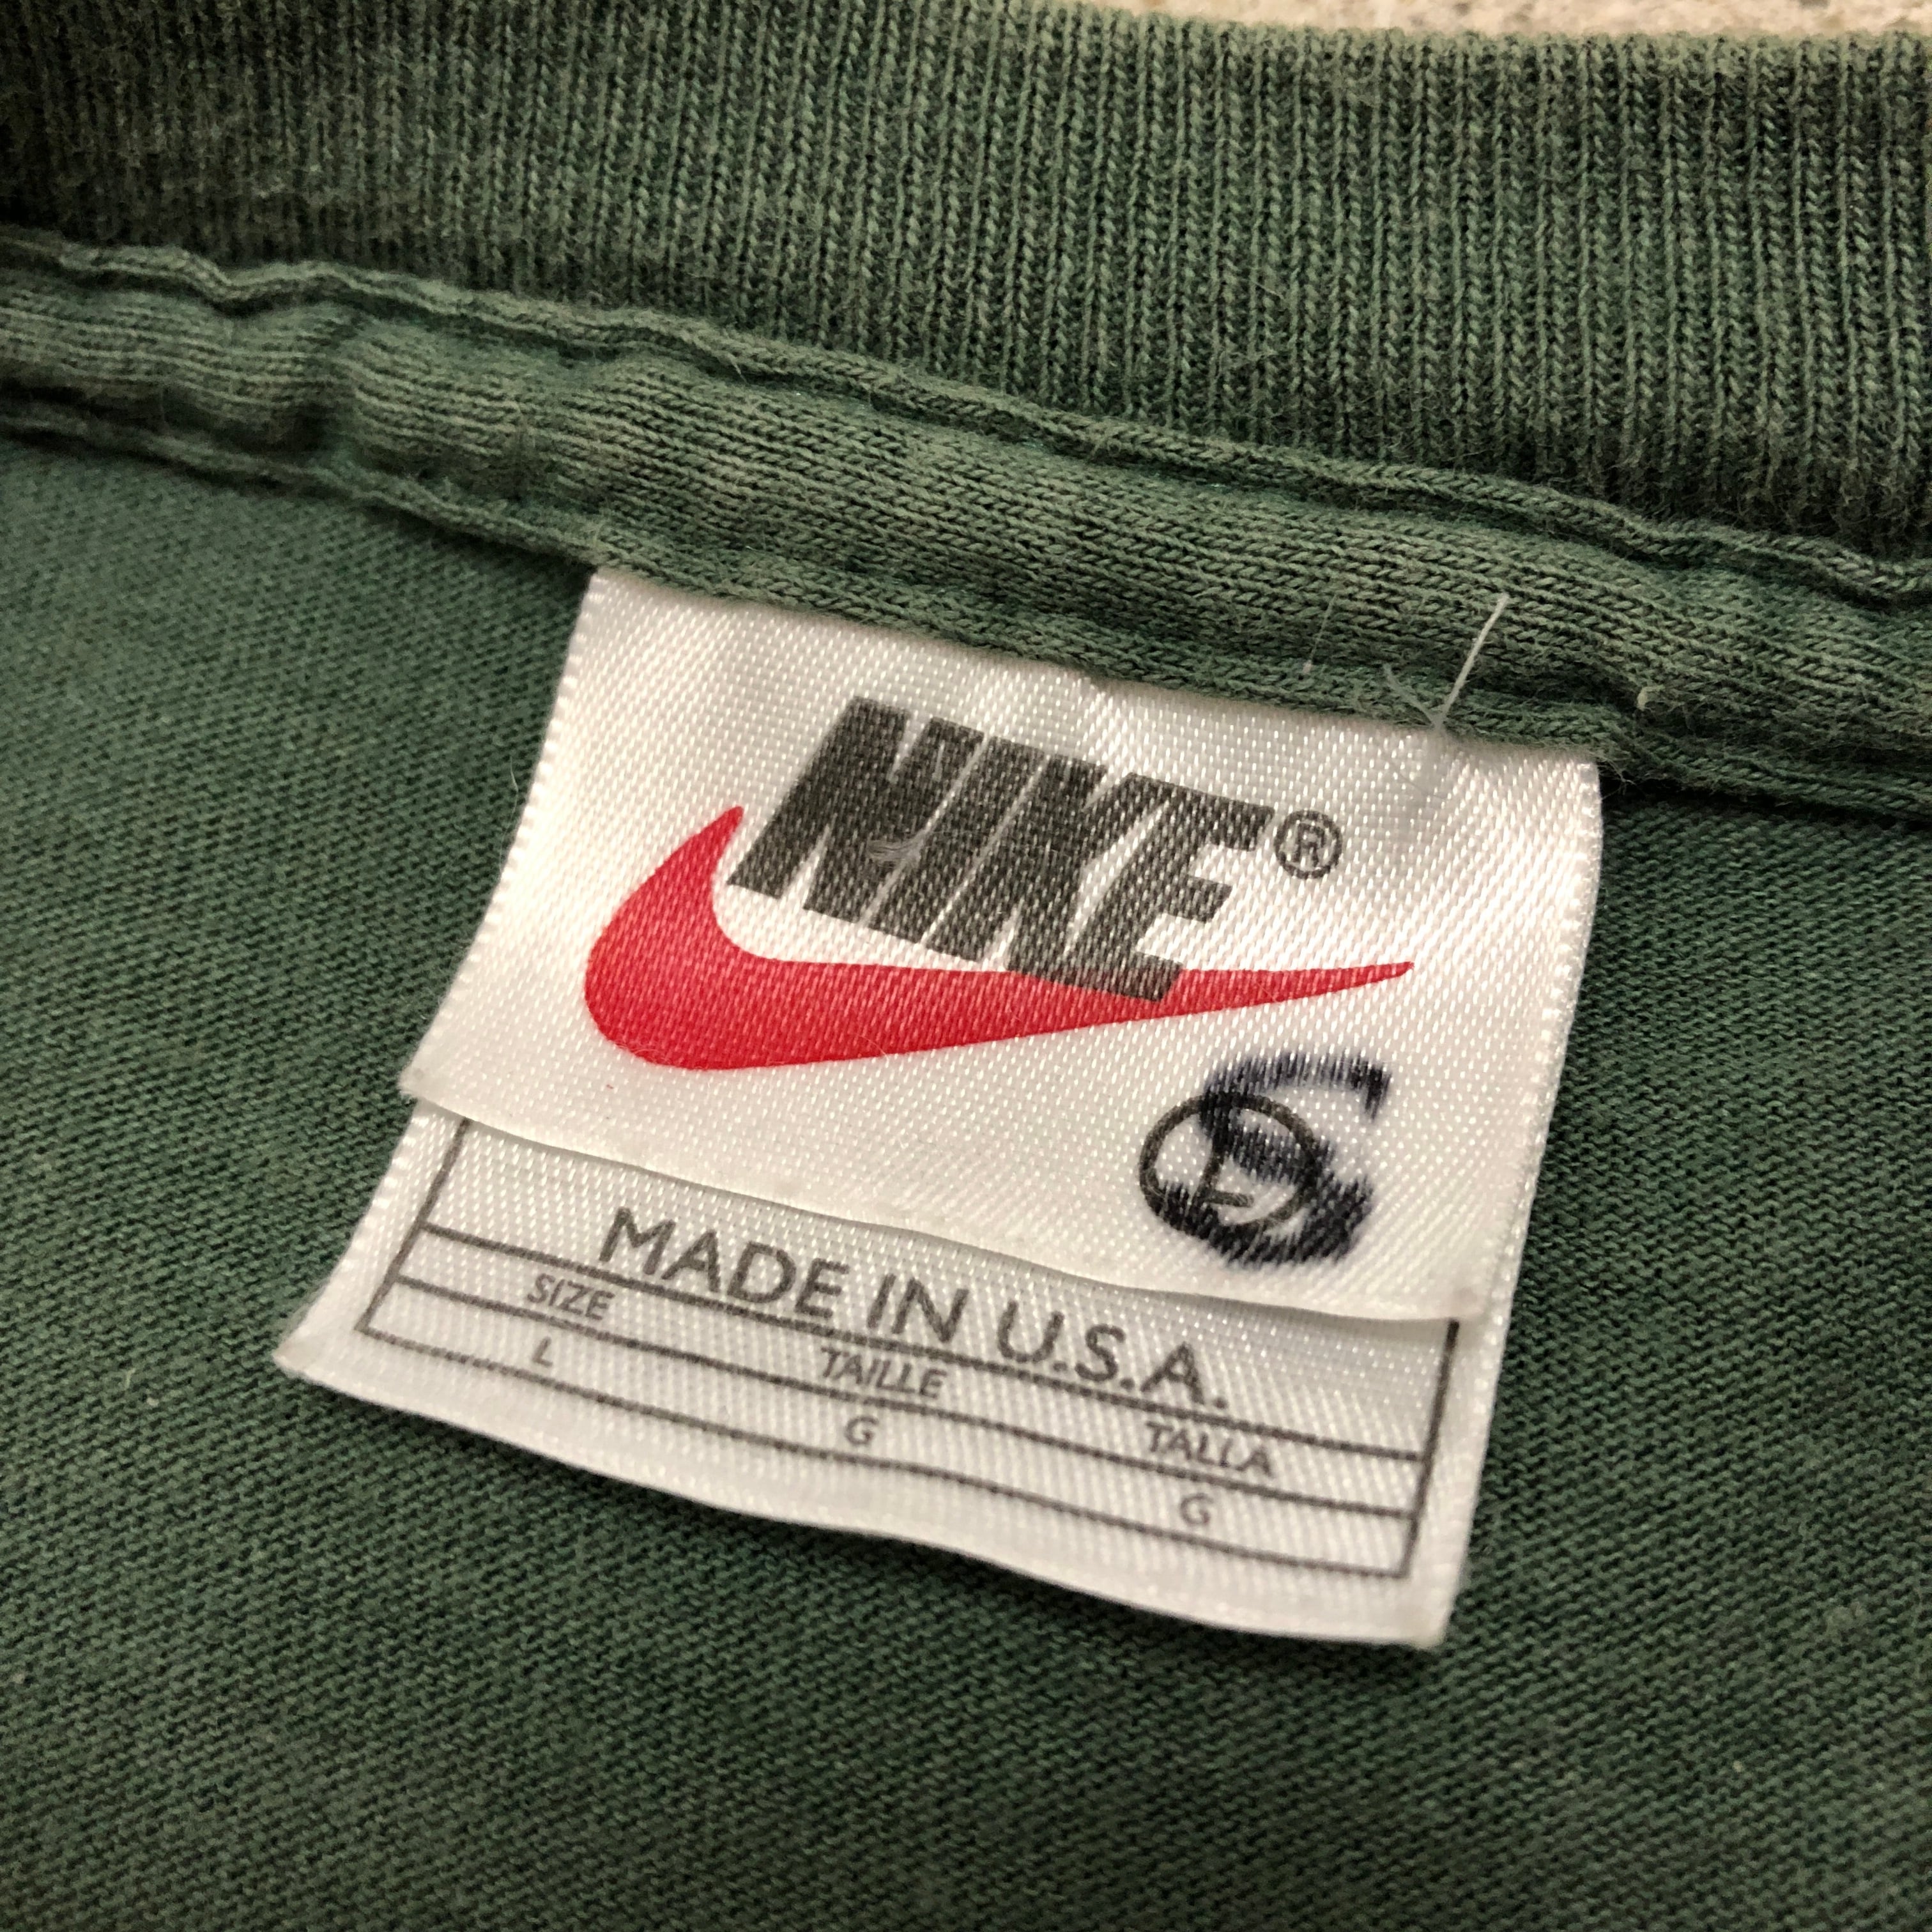 NIKE®
L
S
MADE IN U.S.A.
SIZE TAILLE TALLA
L G G